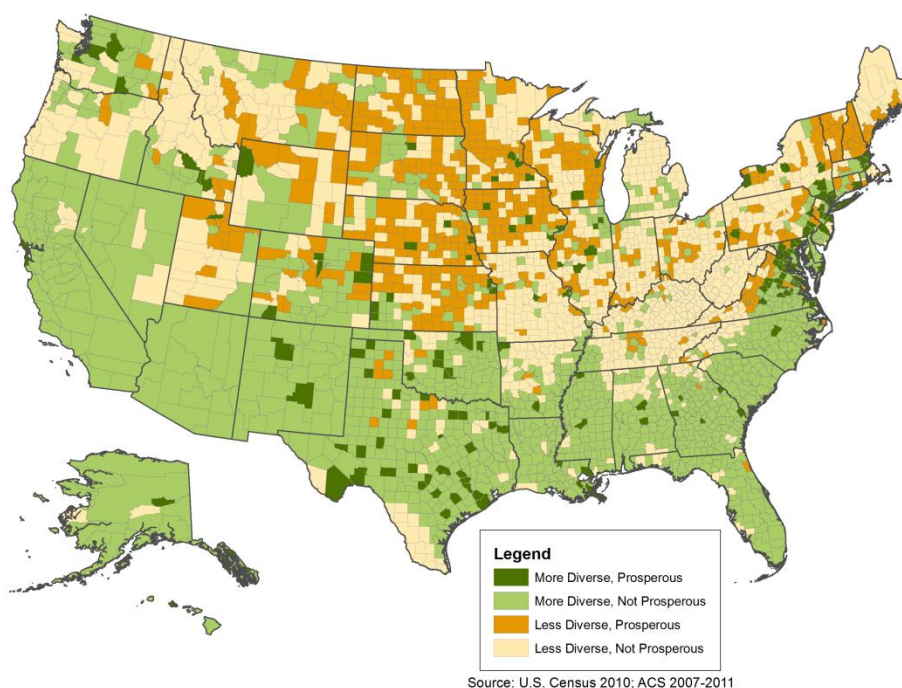 Legend
More Diverse, Prosperous
More Diverse, Not Prosperous
Less Diverse, Prosperous
Less Diverse, Not Prosperous
Source: U.S. Census 2010; ACS 2007-2011